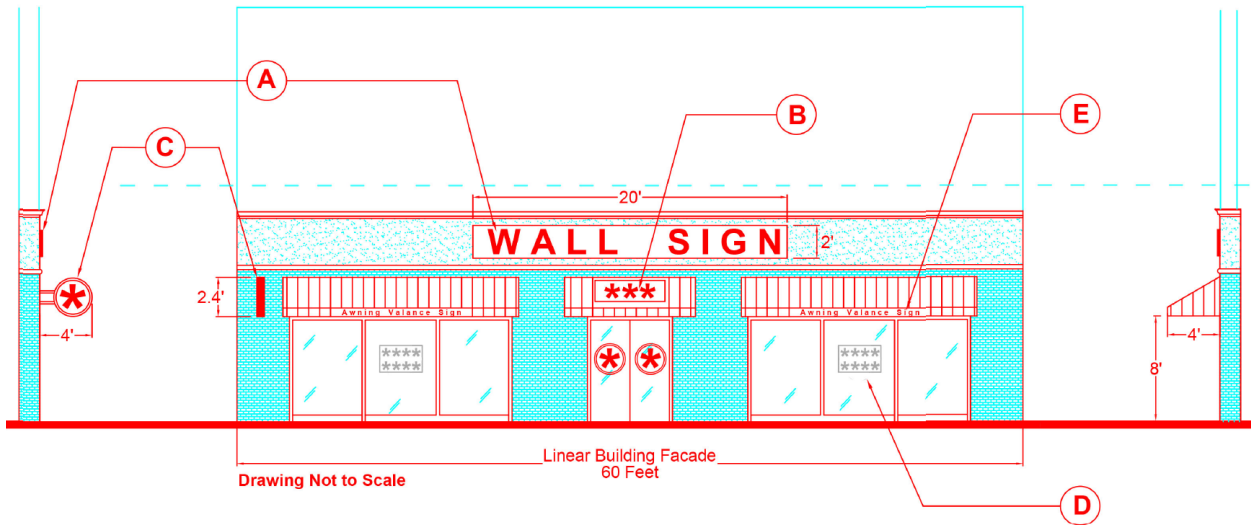 A
B
E
C
20'
WALL SIGN
2'
***
2.4'
Awning Valance Sign
Awning Valance Sign
*
4'
* *
****
****
****
****
4'
8'
Linear Building Facade
60 Feet
Drawing Not to Scale
D